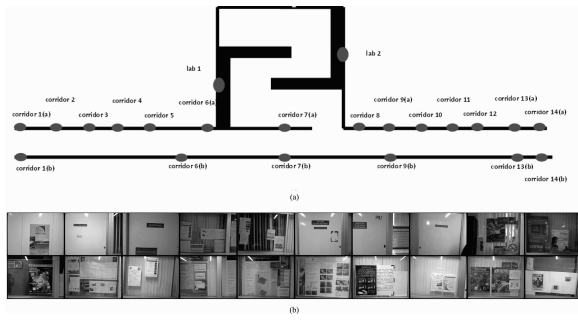 lab 1
lab 2
corridor 2
corridor 4
corridor 1(a)
corridor 3
corridor 5
corridor 6(a)
corridor 7(a)
corridor 8
corridor 9(a)
corridor 10
corridor 11
corridor 12
corridor 13(a)
corridor 14(a)
corridor 1(b)
corridor 6(b)
corridor 7(b)
corridor 9(b)
corridor 13(b)
corridor 14(b)
(a)
(b)